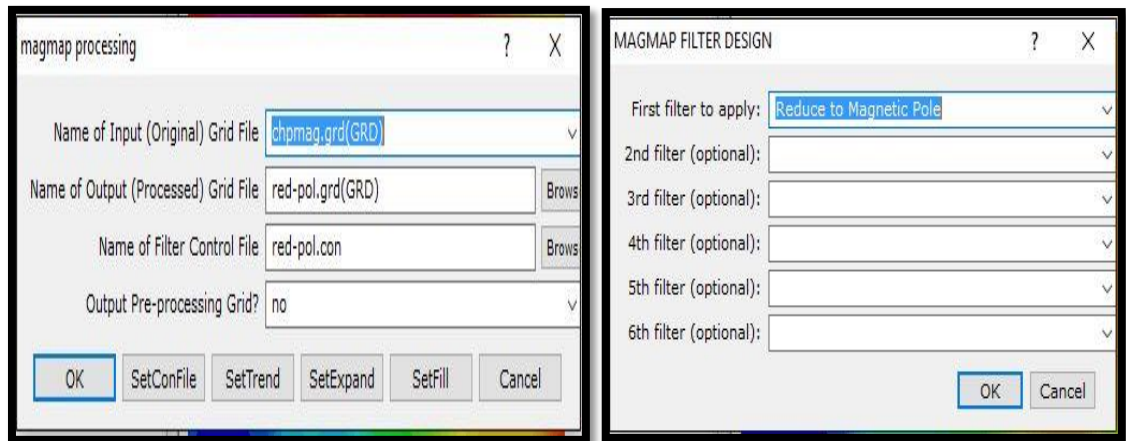 magmap processing ? X
Name of Input (Original) Grid File chpmag.grd(GRD)
Name of Output (Processed) Grid File red-pol.grd(GRD) Brows
Name of Filter Control File red-pol.con Brows
Output Pre-processing Grid? no
OK SetConFile SetTrend SetExpand SetFill Cancel
MAGMAP FILTER DESIGN ? X
First filter to apply: Reduce to Magnetic Pole
2nd filter (optional):
3rd filter (optional):
4th filter (optional):
5th filter (optional):
6th filter (optional):
OK Cancel